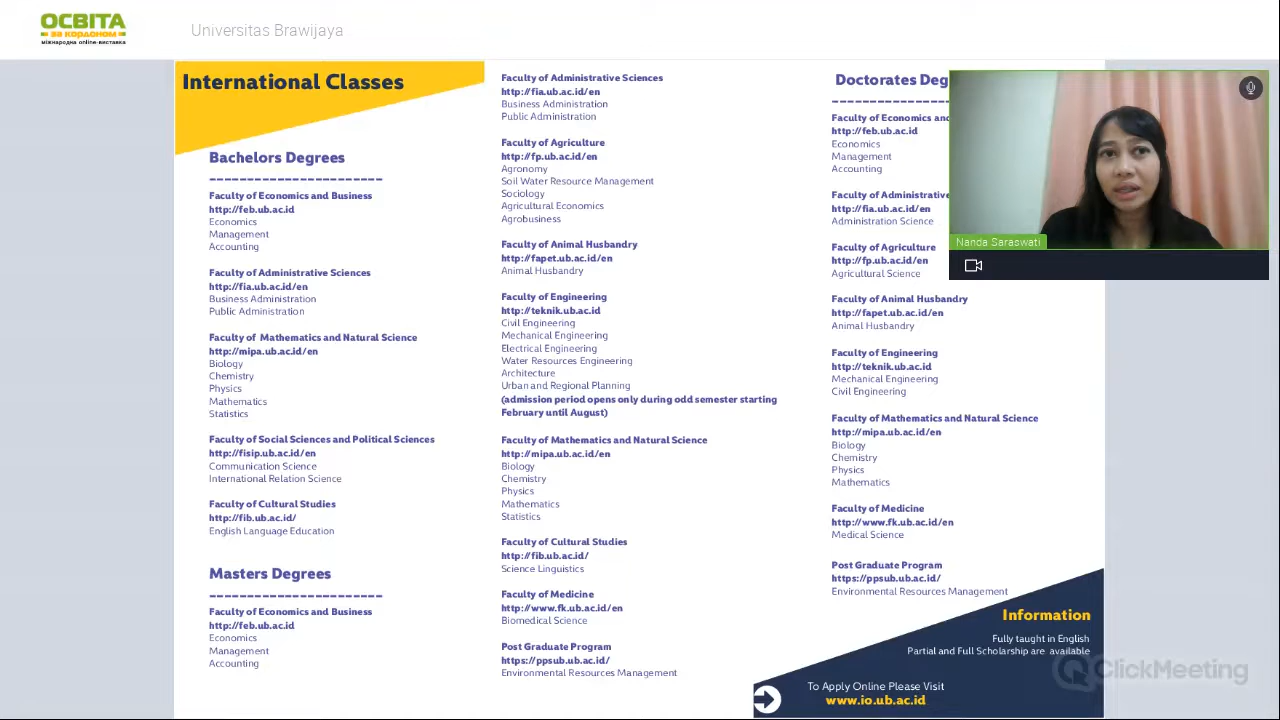 ОСВІТА
за кордоном
міжнародна online-виставка
Universitas Brawijaya
International Classes
Bachelors Degrees
Faculty of Economics and Business
http://feb.ub.ac.id
Economics
Management
Accounting
Faculty of Administrative Sciences
http://fia.ub.ac.id/en
Business Administration
Public Administration
Faculty of Mathematics and Natural Science
http://mipa.ub.ac.id/en
Biology
Chemistry
Physics
Mathematics
Statistics
Faculty of Social Sciences and Political Sciences
http://fisip.ub.ac.id/en
Communication Science
International Relation Science
Faculty of Cultural Studies
http://fib.ub.ac.id/
English Language Education
Masters Degrees
Faculty of Economics and Business
http://feb.ub.ac.id
Economics
Management
Accounting
Faculty of Administrative Sciences
http://fia.ub.ac.id/en
Business Administration
Public Administration
Faculty of Agriculture
http://fp.ub.ac.id/en
Agronomy
Soil Water Resource Management
Sociology
Agricultural Economics
Agrobusiness
Faculty of Animal Husbandry
http://fapet.ub.ac.id/en
Animal Husbandry
Faculty of Engineering
http://teknik.ub.ac.id
Civil Engineering
Mechanical Engineering
Electrical Engineering
Water Resources Engineering
Architecture
Urban and Regional Planning
(admission period opens only during odd semester starting
February until August)
Faculty of Mathematics and Natural Science
http://mipa.ub.ac.id/en
Biology
Chemistry
Physics
Mathematics
Statistics
Faculty of Cultural Studies
http://fib.ub.ac.id/
Science Linguistics
Faculty of Medicine
http://www.fk.ub.ac.id/en
Biomedical Science
Post Graduate Program
https://ppsub.ub.ac.id/
Environmental Resources Management
Doctorates Deg
Faculty of Economics and
http://feb.ub.ac.id
Economics
Management
Accounting
Faculty of Administrative
http://fia.ub.ac.id/en
Administration Science
Faculty of Agriculture
http://fp.ub.ac.id/en
Agricultural Science
Faculty of Animal Husbandry
http://fapet.ub.ac.id/en
Animal Husbandry
Faculty of Engineering
http://teknik.ub.ac.id
Mechanical Engineering
Civil Engineering
Faculty of Mathematics and Natural Science
http://mipa.ub.ac.id/en
Biology
Chemistry
Physics
Mathematics
Faculty of Medicine
http://www.fk.ub.ac.id/en
Medical Science
Post Graduate Program
https://ppsub.ub.ac.id/
Environmental Resources Management
Nanda Saraswati
Information
Fully taught in English
Partial and Full Scholarship are available
To Apply Online Please Visit
www.io.ub.ac.id
ClickMeeting